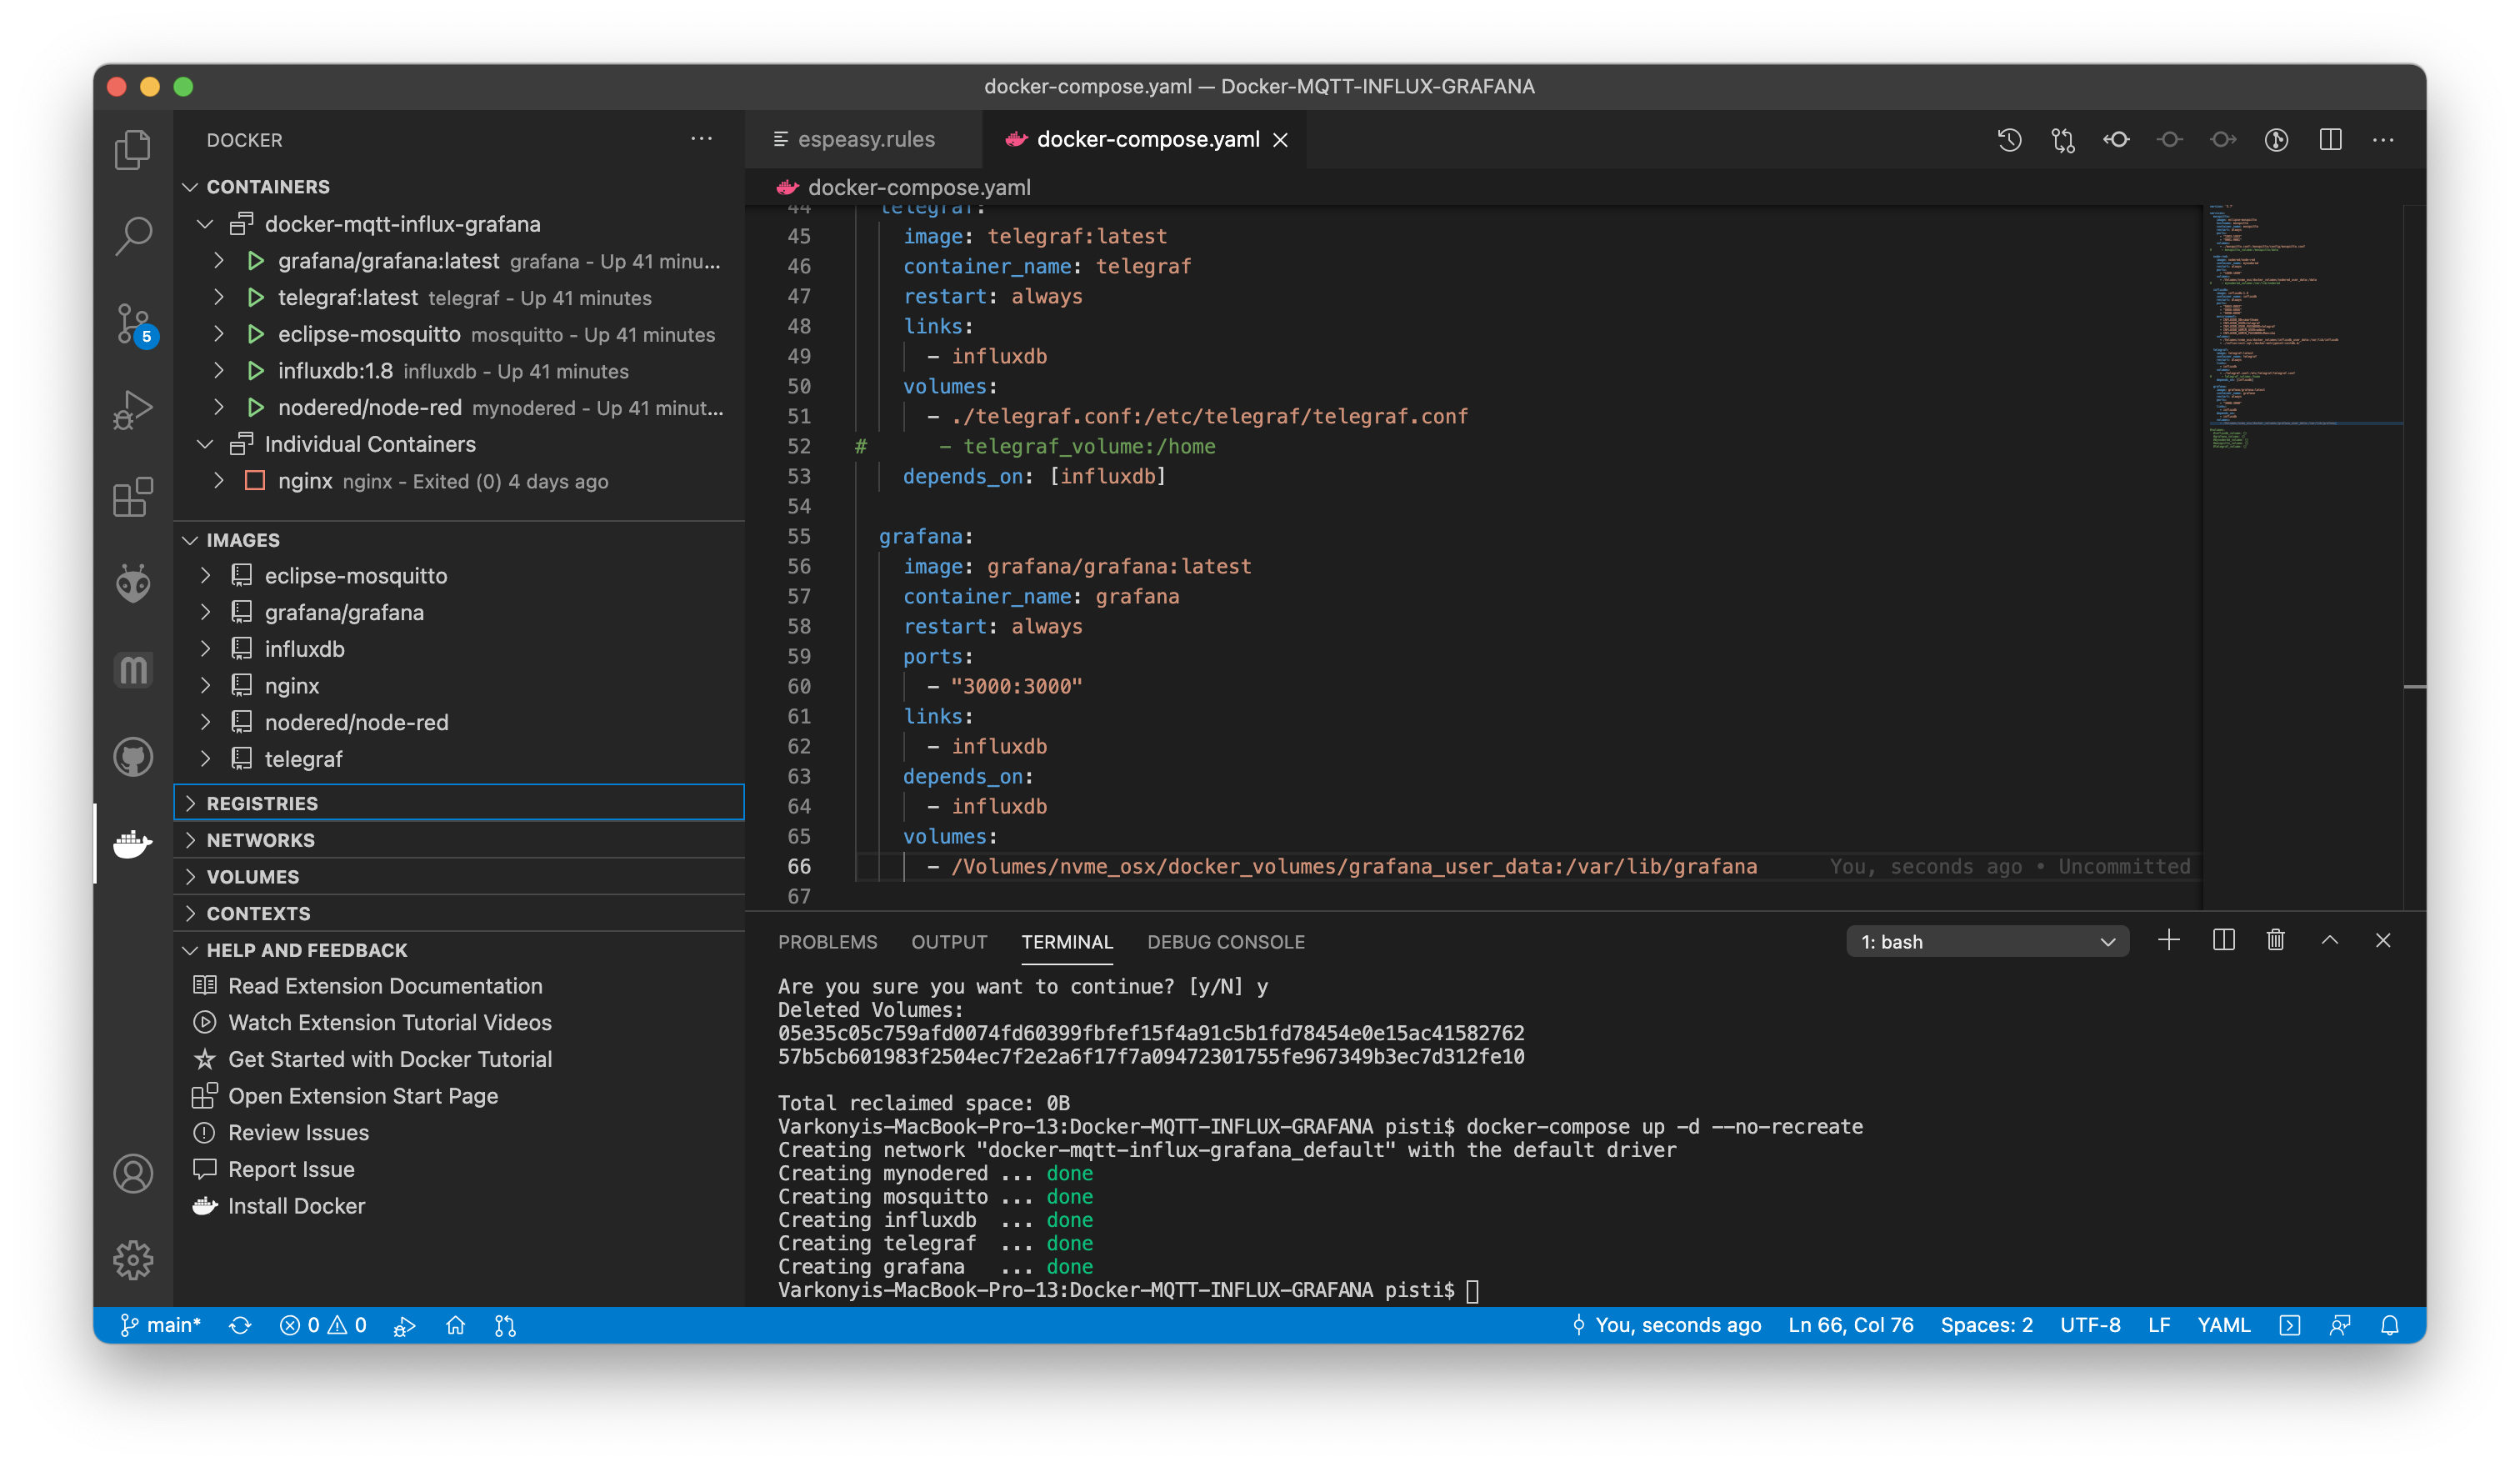 docker-compose.yaml — Docker-MQTT-INFLUX-GRAFANA
DOCKER
CONTAINERS
docker-mqtt-influx-grafana
grafana/grafana:latest grafana - Up 41 minu...
telegraf:latest telegraf - Up 41 minutes
eclipse-mosquitto mosquitto - Up 41 minutes
influxdb:1.8 influxdb - Up 41 minutes
nodered/node-red mynodered - Up 41 minut...
Individual Containers
nginx nginx - Exited (0) 4 days ago
IMAGES
eclipse-mosquitto
grafana/grafana
influxdb
nginx
nodered/node-red
telegraf
REGISTRIES
NETWORKS
VOLUMES
CONTEXTS
HELP AND FEEDBACK
Read Extension Documentation
Watch Extension Tutorial Videos
Get Started with Docker Tutorial
Open Extension Start Page
Review Issues
Report Issue
Install Docker
5
espeasy.rules
docker-compose.yaml
docker-compose.yaml
44 telegraf:
45 image: telegraf:latest
46 container_name: telegraf
47 restart: always
48 links:
49 - influxdb
50 volumes:
51 - ./telegraf.conf:/etc/telegraf/telegraf.conf
52 # - telegraf_volume:/home
53 depends_on: [influxdb]
54
55 grafana:
56 image: grafana/grafana:latest
57 container_name: grafana
58 restart: always
59 ports:
60 - "3000:3000"
61 links:
62 - influxdb
63 depends_on:
64 - influxdb
65 volumes:
66 - /Volumes/nvme_osx/docker_volumes/grafana_user_data:/var/lib/grafana You, seconds ago • Uncommitted
67
PROBLEMS OUTPUT TERMINAL DEBUG CONSOLE 1: bash
Are you sure you want to continue? [y/N] y
Deleted Volumes:
05e35c05c759afd0074fd60399fbfef15f4a91c5b1fd78454e0e15ac41582762
57b5cb601983f2504ec7f2e2a6f17f7a09472301755fe967349b3ec7d312fe10
Total reclaimed space: 0B
Varkonyis-MacBook-Pro-13:Docker-MQTT-INFLUX-GRAFANA pisti$ docker-compose up -d --no-recreate
Creating network "docker-mqtt-influx-grafana_default" with the default driver
Creating mynodered ... done
Creating mosquitto ... done
Creating influxdb ... done
Creating telegraf ... done
Creating grafana ... done
Varkonyis-MacBook-Pro-13:Docker-MQTT-INFLUX-GRAFANA pisti$
main* 0 0 You, seconds ago Ln 66, Col 76 Spaces: 2 UTF-8 LF YAML